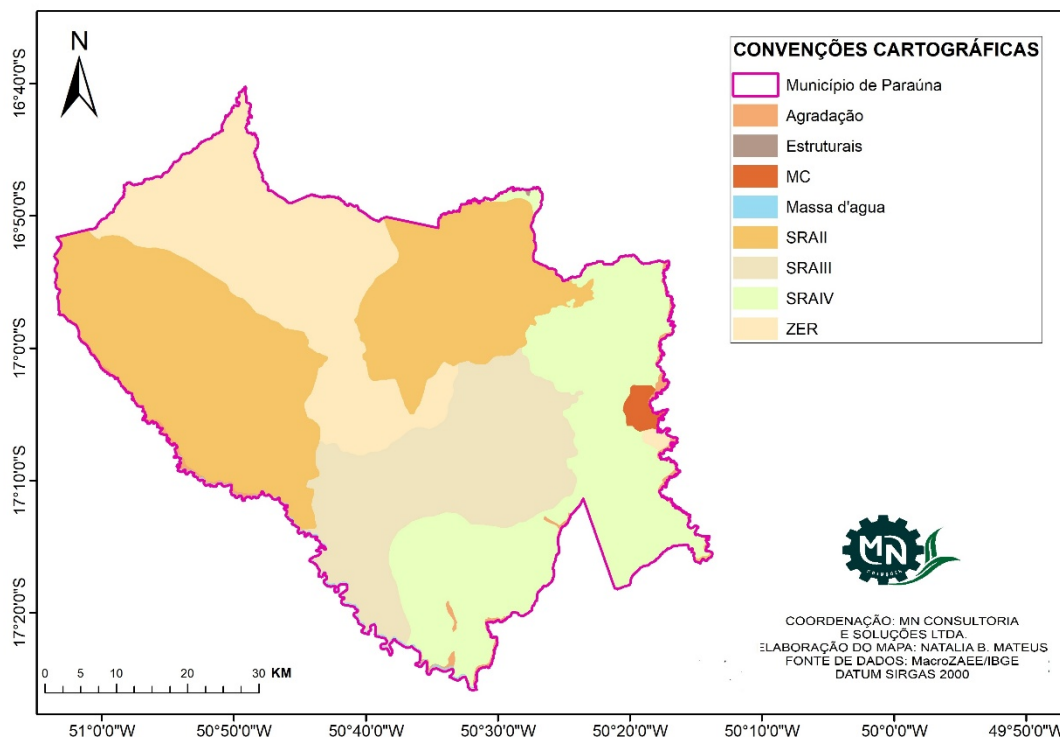 N
16°40'0"S
16°50'0"S
17°0'0"S
17°10'0"S
17°20'0"S
CONVENÇÕES CARTOGRÁFICAS
Município de Paraúna
Agradação
Estruturais
MC
Massa d'agua
SRAII
SRAIII
SRAIV
ZER
MN
COORDENAÇÃO: MN CONSULTORIA
E SOLUÇÕES LTDA.
ELABORAÇÃO DO MAPA: NATALIA B. MATEUS
FONTE DE DADOS: MacroZAEE/IBGE
DATUM SIRGAS 2000
0 5 10 20 30 KM
51°0'0"W 50°50'0"W 50°40'0"W 50°30'0"W 50°20'0"W 50°10'0"W 50°0'0"W 49°50'0"W